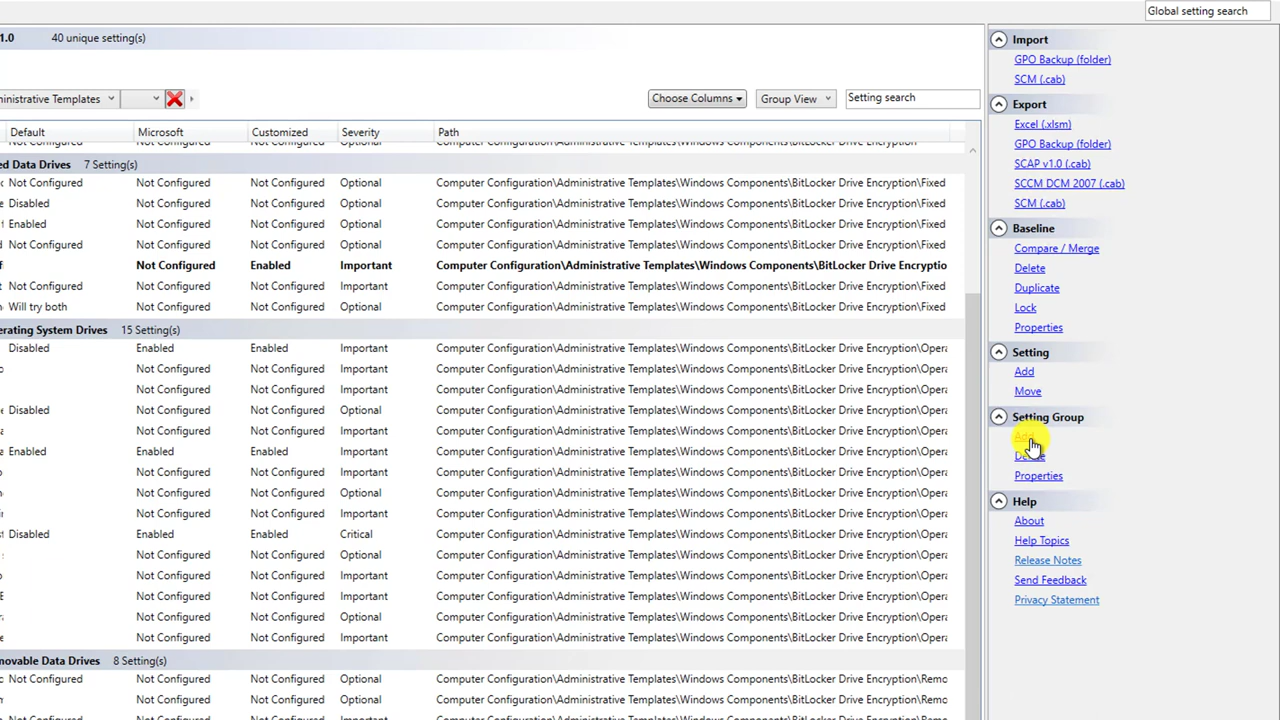 Global setting search
1.0 40 unique setting(s)
Import
GPO Backup (folder)
SCM (.cab)
Export
Excel (.xlsm)
GPO Backup (folder)
SCAP v1.0 (.cab)
SCCM DCM 2007 (.cab)
SCM (.cab)
Baseline
Compare / Merge
Delete
Duplicate
Lock
Properties
Setting
Add
Move
Setting Group
Add
Properties
Help
About
Help Topics
Release Notes
Send Feedback
Privacy Statement
ninistrative Templates Choose Columns Group View Setting search
Default Microsoft Customized Severity Path
ed Data Drives 7 Setting(s)
Not Configured Not Configured Not Configured Optional Computer Configuration\Administrative Templates\Windows Components\BitLocker Drive Encryption\Fixed
Disabled Not Configured Not Configured Optional Computer Configuration\Administrative Templates\Windows Components\BitLocker Drive Encryption\Fixed
Enabled Not Configured Not Configured Optional Computer Configuration\Administrative Templates\Windows Components\BitLocker Drive Encryption\Fixed
Not Configured Not Configured Not Configured Optional Computer Configuration\Administrative Templates\Windows Components\BitLocker Drive Encryption\Fixed
Not Configured Enabled Important Computer Configuration\Administrative Templates\Windows Components\BitLocker Drive Encryptio
Not Configured Not Configured Not Configured Important Computer Configuration\Administrative Templates\Windows Components\BitLocker Drive Encryption\Fixed
Will try both Not Configured Not Configured Optional Computer Configuration\Administrative Templates\Windows Components\BitLocker Drive Encryption\Fixed
erating System Drives 15 Setting(s)
Disabled Enabled Enabled Important Computer Configuration\Administrative Templates\Windows Components\BitLocker Drive Encryption\Opera
Not Configured Not Configured Important Computer Configuration\Administrative Templates\Windows Components\BitLocker Drive Encryption\Opera
Not Configured Not Configured Important Computer Configuration\Administrative Templates\Windows Components\BitLocker Drive Encryption\Opera
Disabled Not Configured Not Configured Optional Computer Configuration\Administrative Templates\Windows Components\BitLocker Drive Encryption\Opera
Not Configured Not Configured Important Computer Configuration\Administrative Templates\Windows Components\BitLocker Drive Encryption\Opera
Enabled Enabled Enabled Important Computer Configuration\Administrative Templates\Windows Components\BitLocker Drive Encryption\Opera
Not Configured Not Configured Important Computer Configuration\Administrative Templates\Windows Components\BitLocker Drive Encryption\Opera
Not Configured Not Configured Optional Computer Configuration\Administrative Templates\Windows Components\BitLocker Drive Encryption\Opera
Not Configured Not Configured Important Computer Configuration\Administrative Templates\Windows Components\BitLocker Drive Encryption\Opera
Disabled Enabled Enabled Critical Computer Configuration\Administrative Templates\Windows Components\BitLocker Drive Encryption\Opera
Not Configured Not Configured Optional Computer Configuration\Administrative Templates\Windows Components\BitLocker Drive Encryption\Opera
Not Configured Not Configured Important Computer Configuration\Administrative Templates\Windows Components\BitLocker Drive Encryption\Opera
Not Configured Not Configured Important Computer Configuration\Administrative Templates\Windows Components\BitLocker Drive Encryption\Opera
Not Configured Not Configured Optional Computer Configuration\Administrative Templates\Windows Components\BitLocker Drive Encryption\Opera
Not Configured Not Configured Important Computer Configuration\Administrative Templates\Windows Components\BitLocker Drive Encryption\Opera
movable Data Drives 8 Setting(s)
Not Configured Not Configured Not Configured Optional Computer Configuration\Administrative Templates\Windows Components\BitLocker Drive Encryption\Remo
Not Configured Not Configured Optional Computer Configuration\Administrative Templates\Windows Components\BitLocker Drive Encryption\Remo